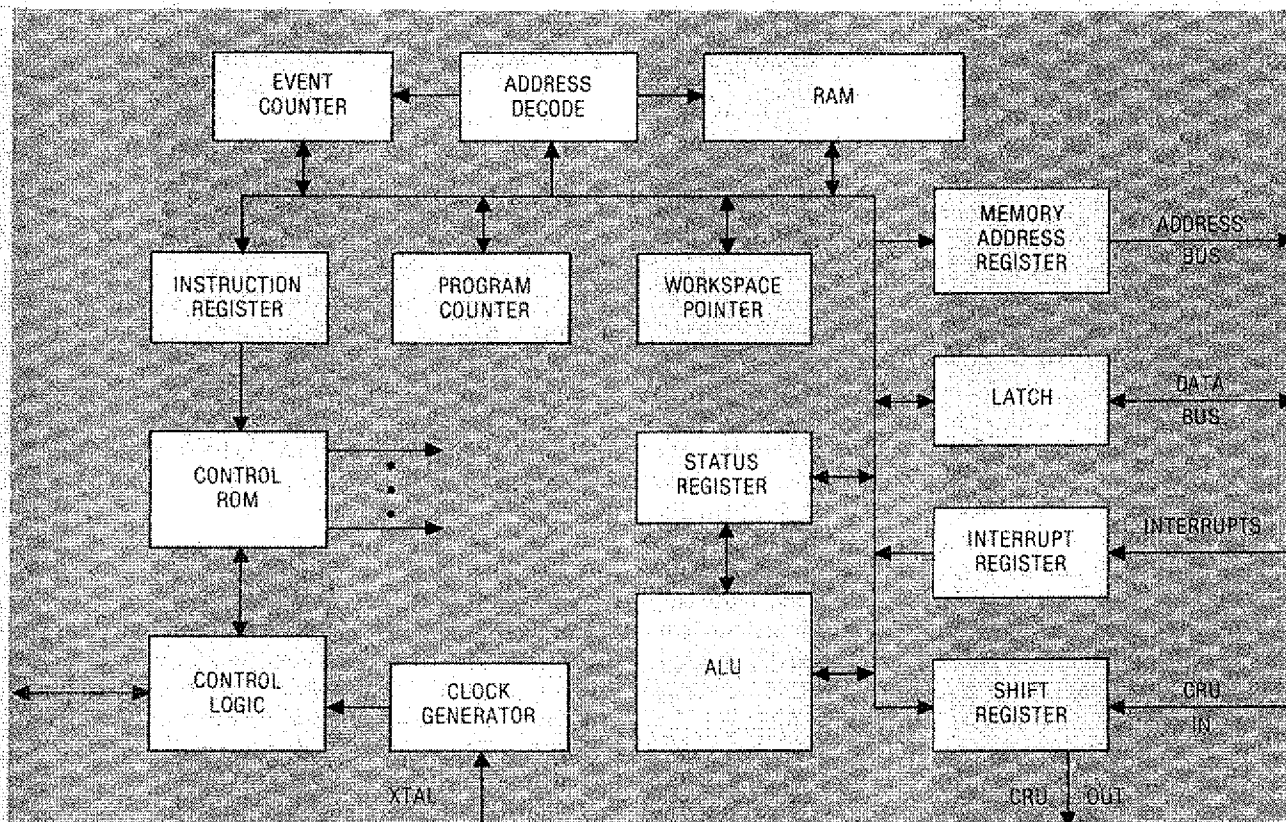 EVENT
COUNTER
ADDRESS
DECODE
RAM
INSTRUCTION
REGISTER
PROGRAM
COUNTER
WORKSPACE
POINTER
MEMORY
ADDRESS
REGISTER
ADDRESS
BUS
LATCH
DATA
BUS
CONTROL
ROM
STATUS
REGISTER
INTERRUPT
REGISTER
INTERRUPTS
CONTROL
LOGIC
CLOCK
GENERATOR
ALU
SHIFT
REGISTER
CRU
IN
XTAL
CRU OUT